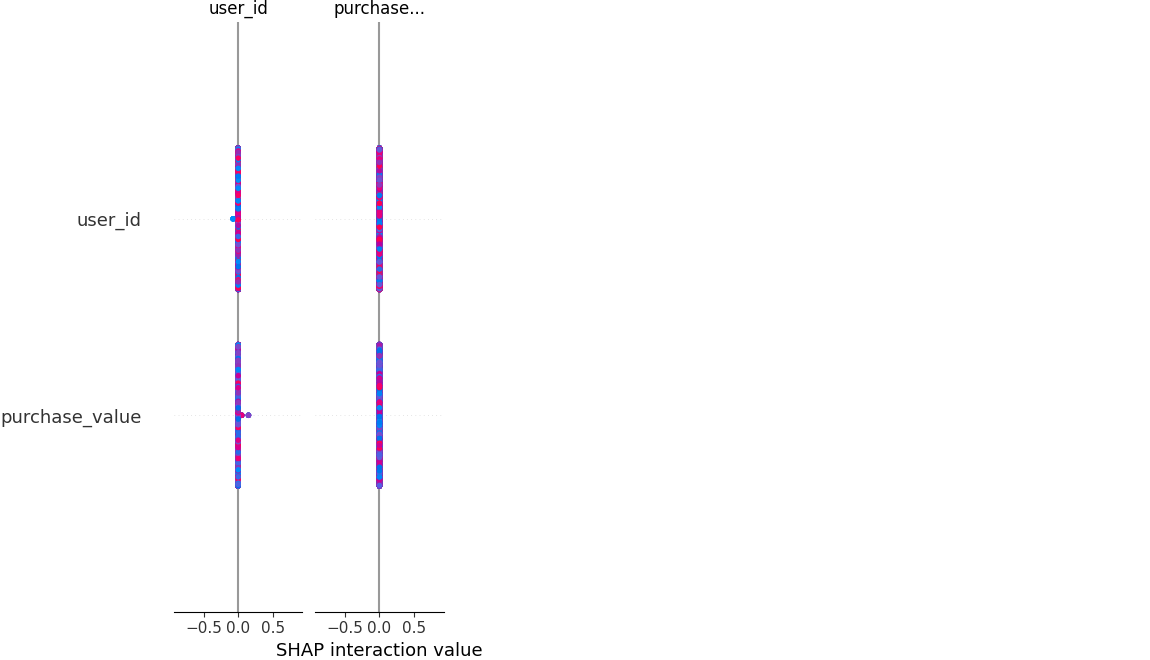 user_id purchase...
user_id
purchase_value
−0.5 0.0 0.5 −0.5 0.0 0.5
SHAP interaction value